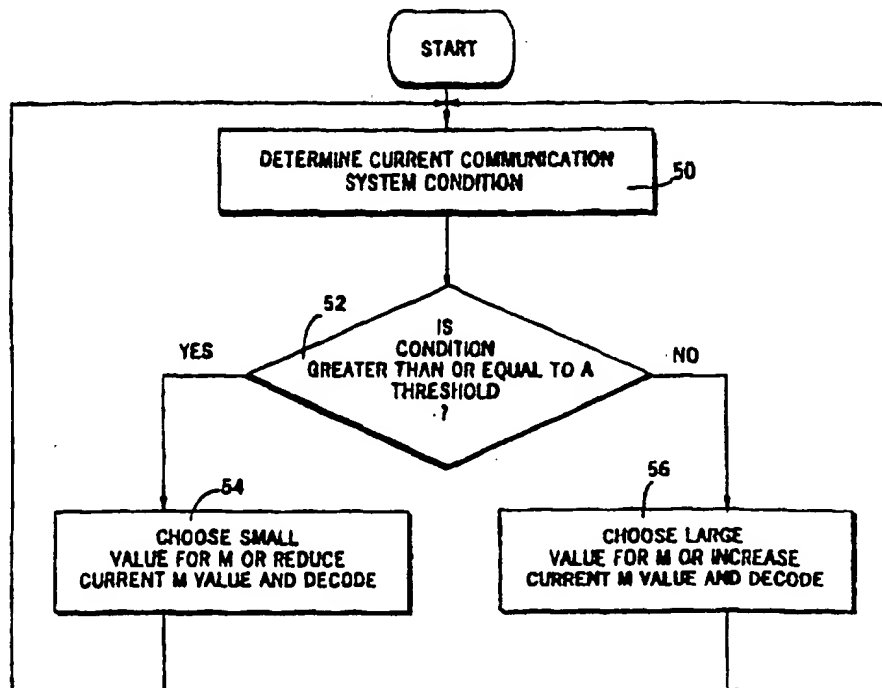 START
DETERMINE CURRENT COMMUNICATION
SYSTEM CONDITION
50
52
IS
CONDITION
GREATER THAN OR EQUAL TO A
THRESHOLD
?
YES
NO
54
CHOOSE SMALL
VALUE FOR M OR REDUCE
CURRENT M VALUE AND DECODE
56
CHOOSE LARGE
VALUE FOR M OR INCREASE
CURRENT M VALUE AND DECODE